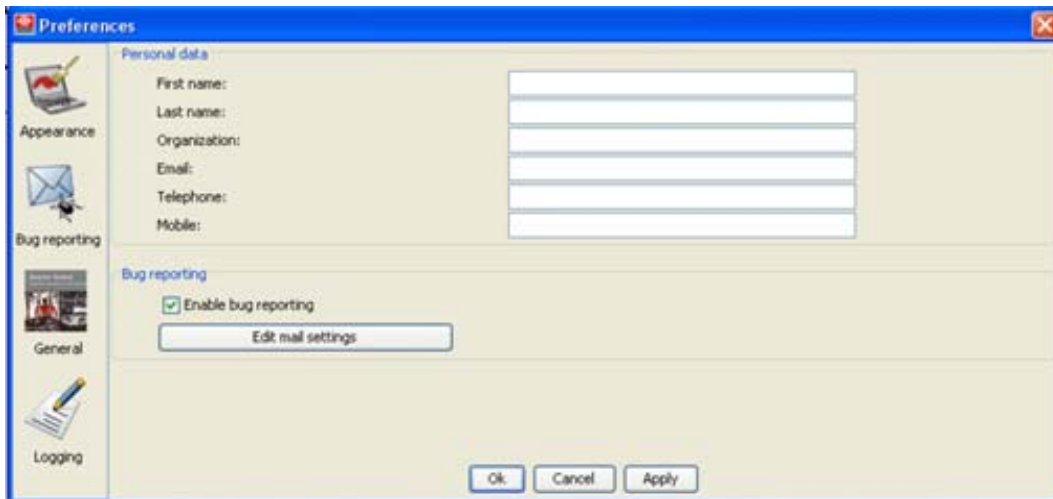 Preferences
Appearance
Bug reporting
General
Logging
Personal data
First name:
Last name:
Organization:
Email:
Telephone:
Mobile:
Bug reporting
Enable bug reporting
Edit mail settings
Ok
Cancel
Apply